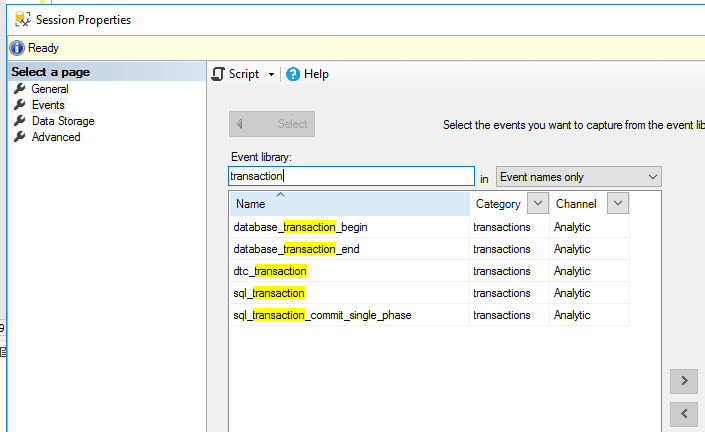 Session Properties
Ready
Select a page
General
Events
Data Storage
Advanced
Script Help
Select
Select the events you want to capture from the event lib
Event library:
transaction in Event names only
Name Category Channel
database_transaction_begin transactions Analytic
database_transaction_end transactions Analytic
dtc_transaction transactions Analytic
sql_transaction transactions Analytic
sql_transaction_commit_single_phase transactions Analytic
>
<
9